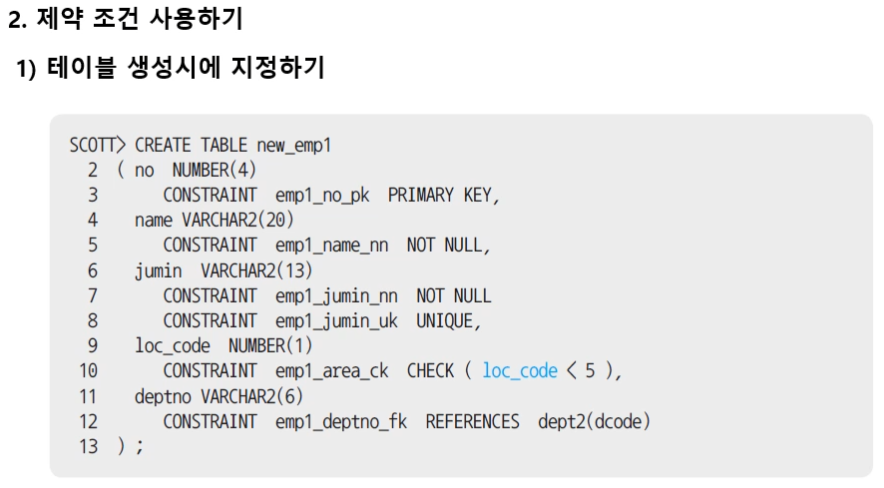 2. 제약 조건 사용하기
1) 테이블 생성시에 지정하기
SCOTT> CREATE TABLE new_emp1
2 ( no NUMBER(4)
3 CONSTRAINT emp1_no_pk PRIMARY KEY,
4 name VARCHAR2(20)
5 CONSTRAINT emp1_name_nn NOT NULL,
6 jumin VARCHAR2(13)
7 CONSTRAINT emp1_jumin_nn NOT NULL
8 CONSTRAINT emp1_jumin_uk UNIQUE,
9 loc_code NUMBER(1)
10 CONSTRAINT emp1_area_ck CHECK ( loc_code < 5 ),
11 deptno VARCHAR2(6)
12 CONSTRAINT emp1_deptno_fk REFERENCES dept2(dcode)
13 ) ;